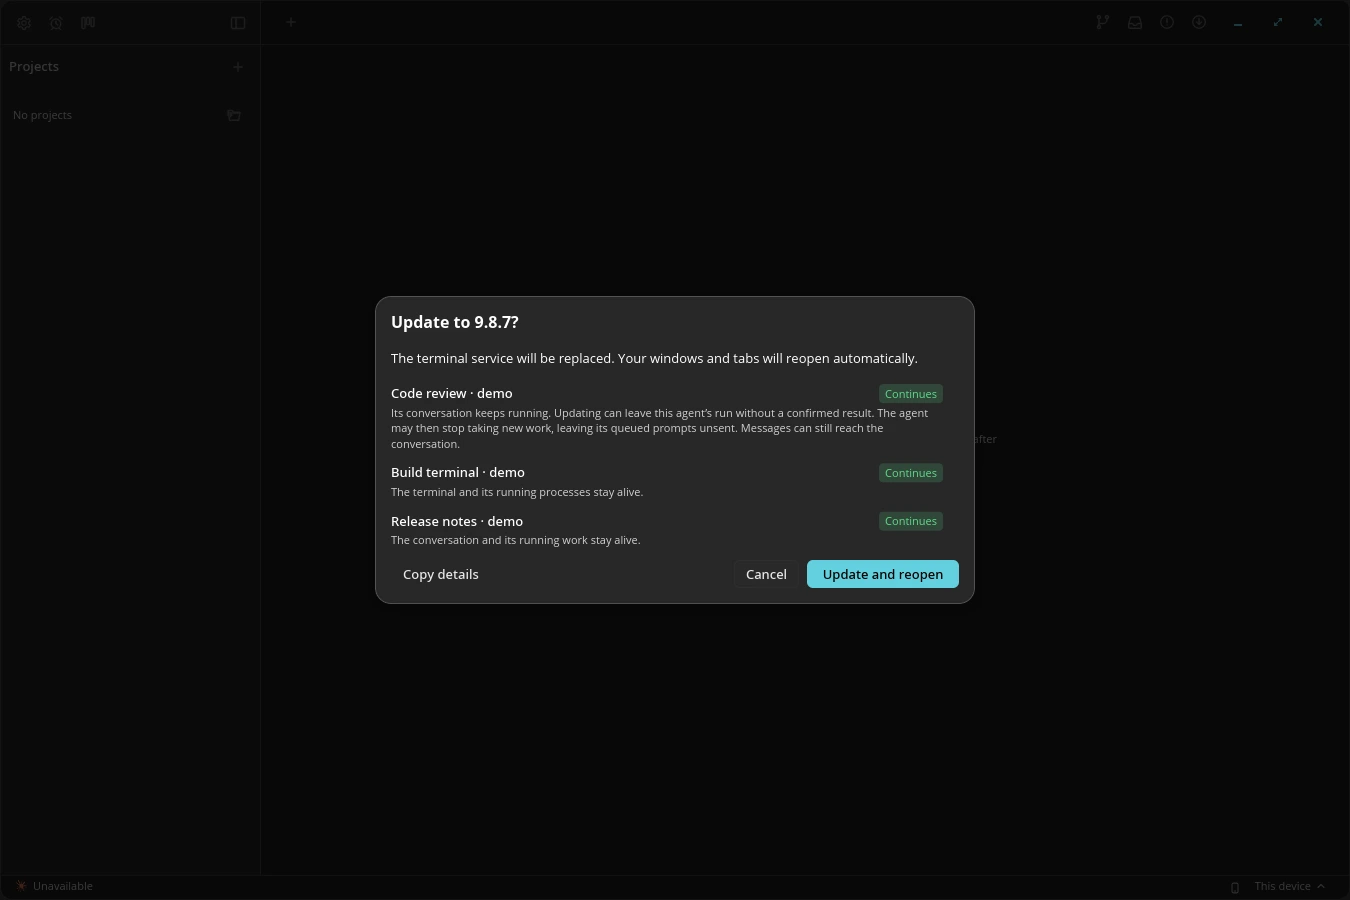 Projects
No projects
Update to 9.8.7?
The terminal service will be replaced. Your windows and tabs will reopen automatically.
Code review · demo
Continues
Its conversation keeps running. Updating can leave this agent’s run without a confirmed result. The agent
may then stop taking new work, leaving its queued prompts unsent. Messages can still reach the
conversation.
after
Build terminal · demo
Continues
The terminal and its running processes stay alive.
Release notes · demo
Continues
The conversation and its running work stay alive.
Copy details
Cancel
Update and reopen
Unavailable
This device